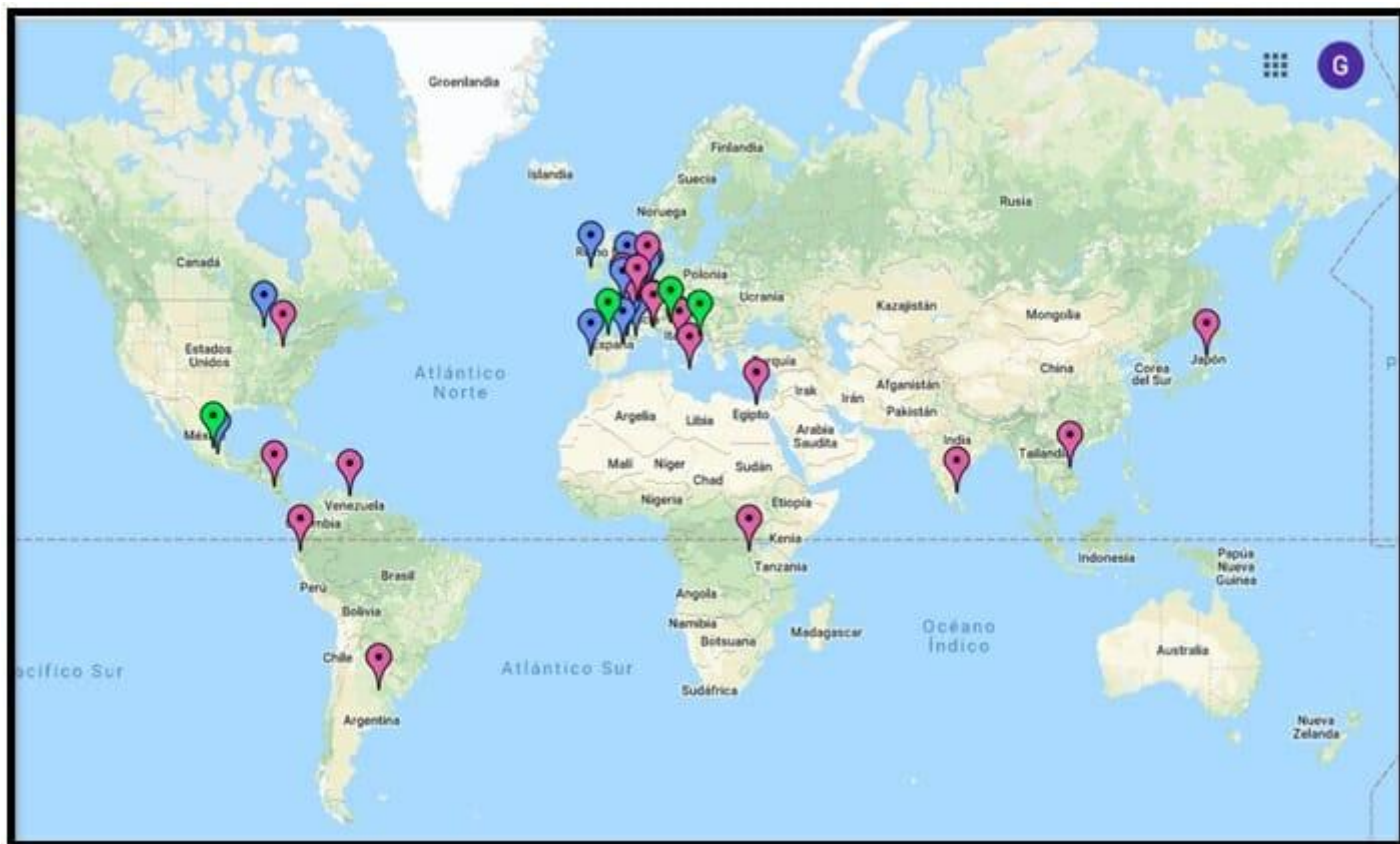 Groenlandia
G
Finlandia
Islandia
Suecia
Rusia
Noruega
Canadá
Polonia
Ucrania
Kazajistán
Mongolia
Estados
Unidos
España
Japón
Atlántico
Norte
China
Corea
del Sur
Irak
Irán
Afganistán
Pakistán
Argelia
Libia
Egipto
Arabia
Saudita
India
Malí
Níger
Chad
Sudán
Nigeria
Etiopía
Venezuela
Kenia
Tanzania
Indonesia
Papúa
Nueva
Guinea
Perú
Brasil
Bolivia
Angola
Namibia
Botsuana
Madagascar
Océano
Índico
Chile
Atlántico Sur
Australia
Sudáfrica
Argentina
Nueva
Zelanda